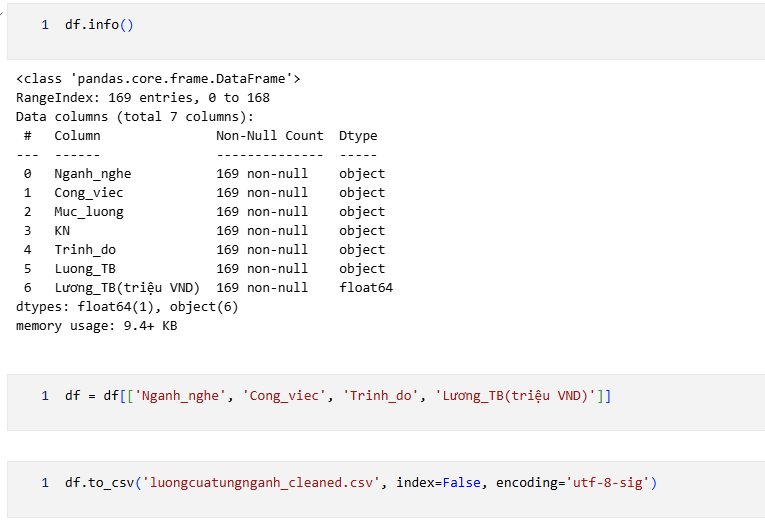 1 df.info()
<class 'pandas.core.frame.DataFrame'>
RangeIndex: 169 entries, 0 to 168
Data columns (total 7 columns):
 #   Column               Non-Null Count  Dtype
---  ------               --------------  -----
 0   Nganh_nghe           169 non-null    object
 1   Cong_viec            169 non-null    object
 2   Muc_luong            169 non-null    object
 3   KN                   169 non-null    object
 4   Trinh_do             169 non-null    object
 5   Luong_TB             169 non-null    object
 6   Lương_TB(triệu VND)  169 non-null    float64
dtypes: float64(1), object(6)
memory usage: 9.4+ KB
1 df = df[['Nganh_nghe', 'Cong_viec', 'Trinh_do', 'Lương_TB(triệu VND)']]
1 df.to_csv('luongcuatungnganh_cleaned.csv', index=False, encoding='utf-8-sig')